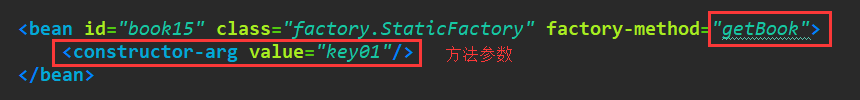 <bean id="book15" class="factory.StaticFactory" factory-method="getBook">
<constructor-arg value="key01"/> 方法参数
</bean>